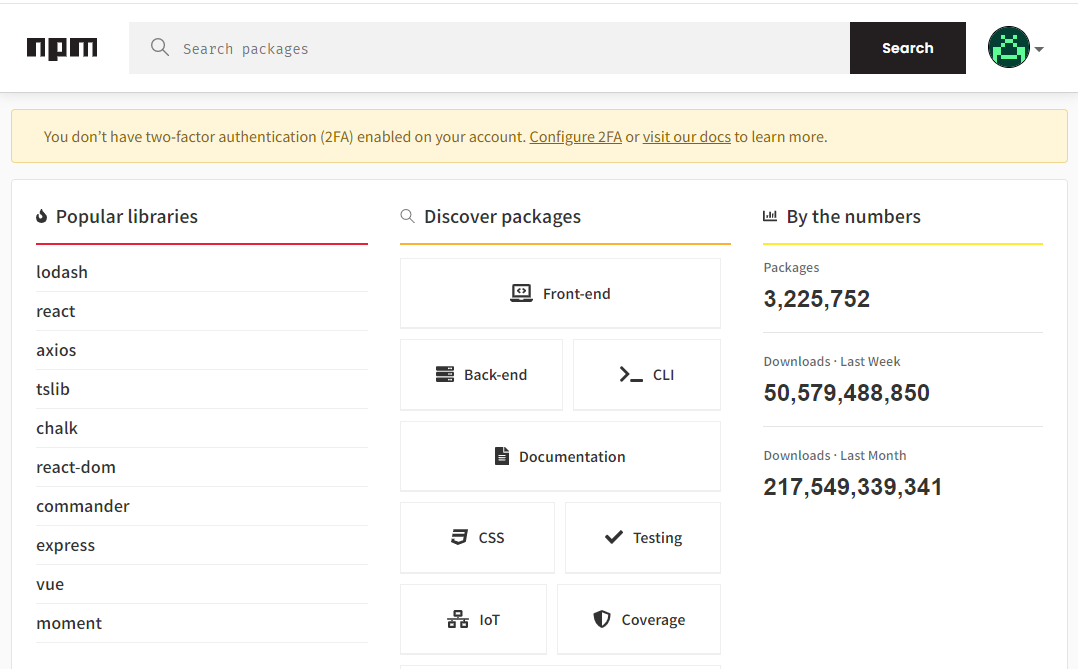 npm
Search packages
Search
You don’t have two-factor authentication (2FA) enabled on your account. Configure 2FA or visit our docs to learn more.
Popular libraries
lodash
react
axios
tslib
chalk
react-dom
commander
express
vue
moment
Discover packages
Front-end
Back-end
CLI
Documentation
CSS
Testing
IoT
Coverage
By the numbers
Packages
3,225,752
Downloads · Last Week
50,579,488,850
Downloads · Last Month
217,549,339,341